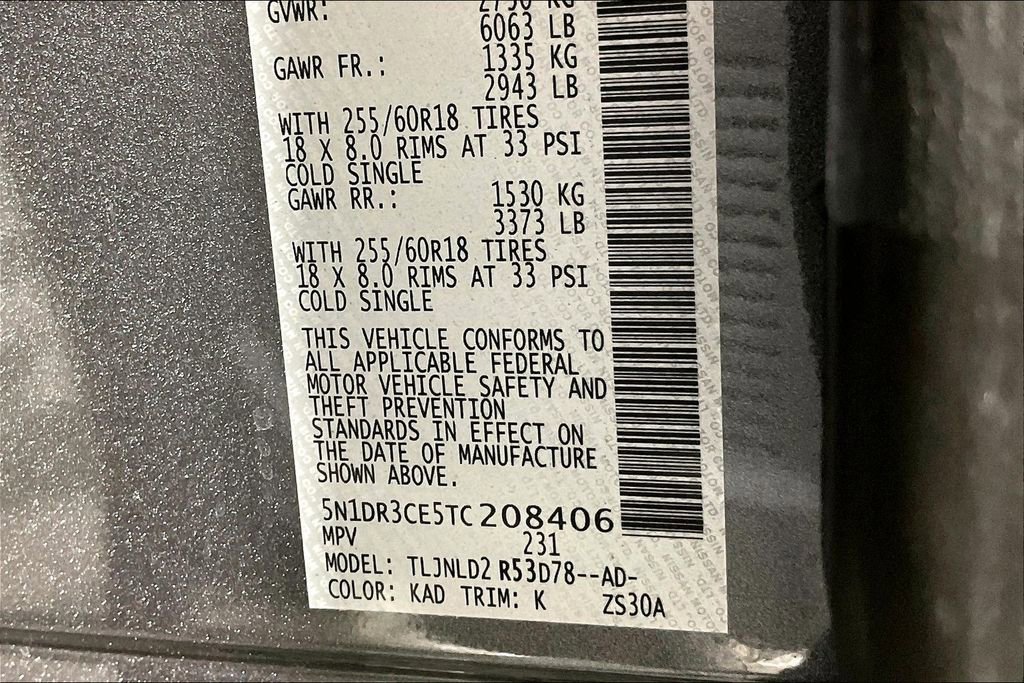 GVWR: 2750 KG
6063 LB
GAWR FR.: 1335 KG
2943 LB
WITH 255/60R18 TIRES
18 X 8.0 RIMS AT 33 PSI
COLD SINGLE
GAWR RR.: 1530 KG
3373 LB
WITH 255/60R18 TIRES
18 X 8.0 RIMS AT 33 PSI
COLD SINGLE
THIS VEHICLE CONFORMS TO
ALL APPLICABLE FEDERAL
MOTOR VEHICLE SAFETY AND
THEFT PREVENTION
STANDARDS IN EFFECT ON
THE DATE OF MANUFACTURE
SHOWN ABOVE.
5N1DR3CE5TC208406
MPV 231
MODEL: TLJNLD2 R53D78--AD-
COLOR: KAD TRIM: K ZS30A